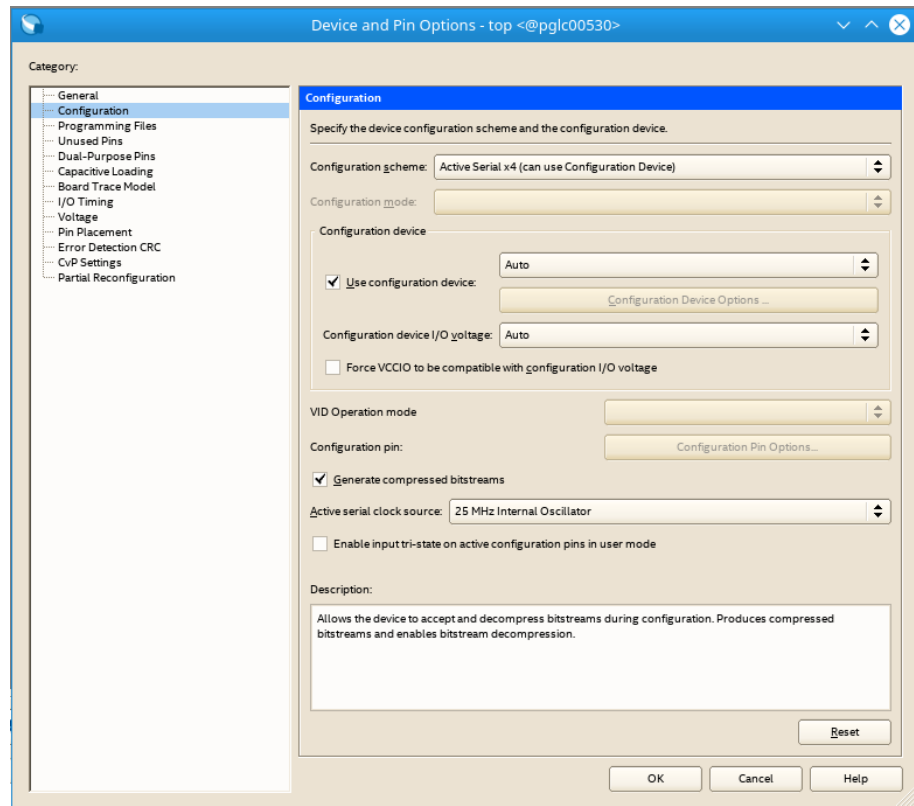 Device and Pin Options - top <@pglc00530>
Category:
General
Configuration
Programming Files
Unused Pins
Dual-Purpose Pins
Capacitive Loading
Board Trace Model
I/O Timing
Voltage
Pin Placement
Error Detection CRC
CvP Settings
Partial Reconfiguration
Configuration
Specify the device configuration scheme and the configuration device.
Configuration scheme: Active Serial x4 (can use Configuration Device)
Configuration mode:
Configuration device
Auto
Use configuration device:
Configuration Device Options ...
Configuration device I/O voltage: Auto
Force VCCIO to be compatible with configuration I/O voltage
VID Operation mode
Configuration pin: Configuration Pin Options...
Generate compressed bitstreams
Active serial clock source: 25 MHz Internal Oscillator
Enable input tri-state on active configuration pins in user mode
Description:
Allows the device to accept and decompress bitstreams during configuration. Produces compressed
bitstreams and enables bitstream decompression.
Reset
OK Cancel Help